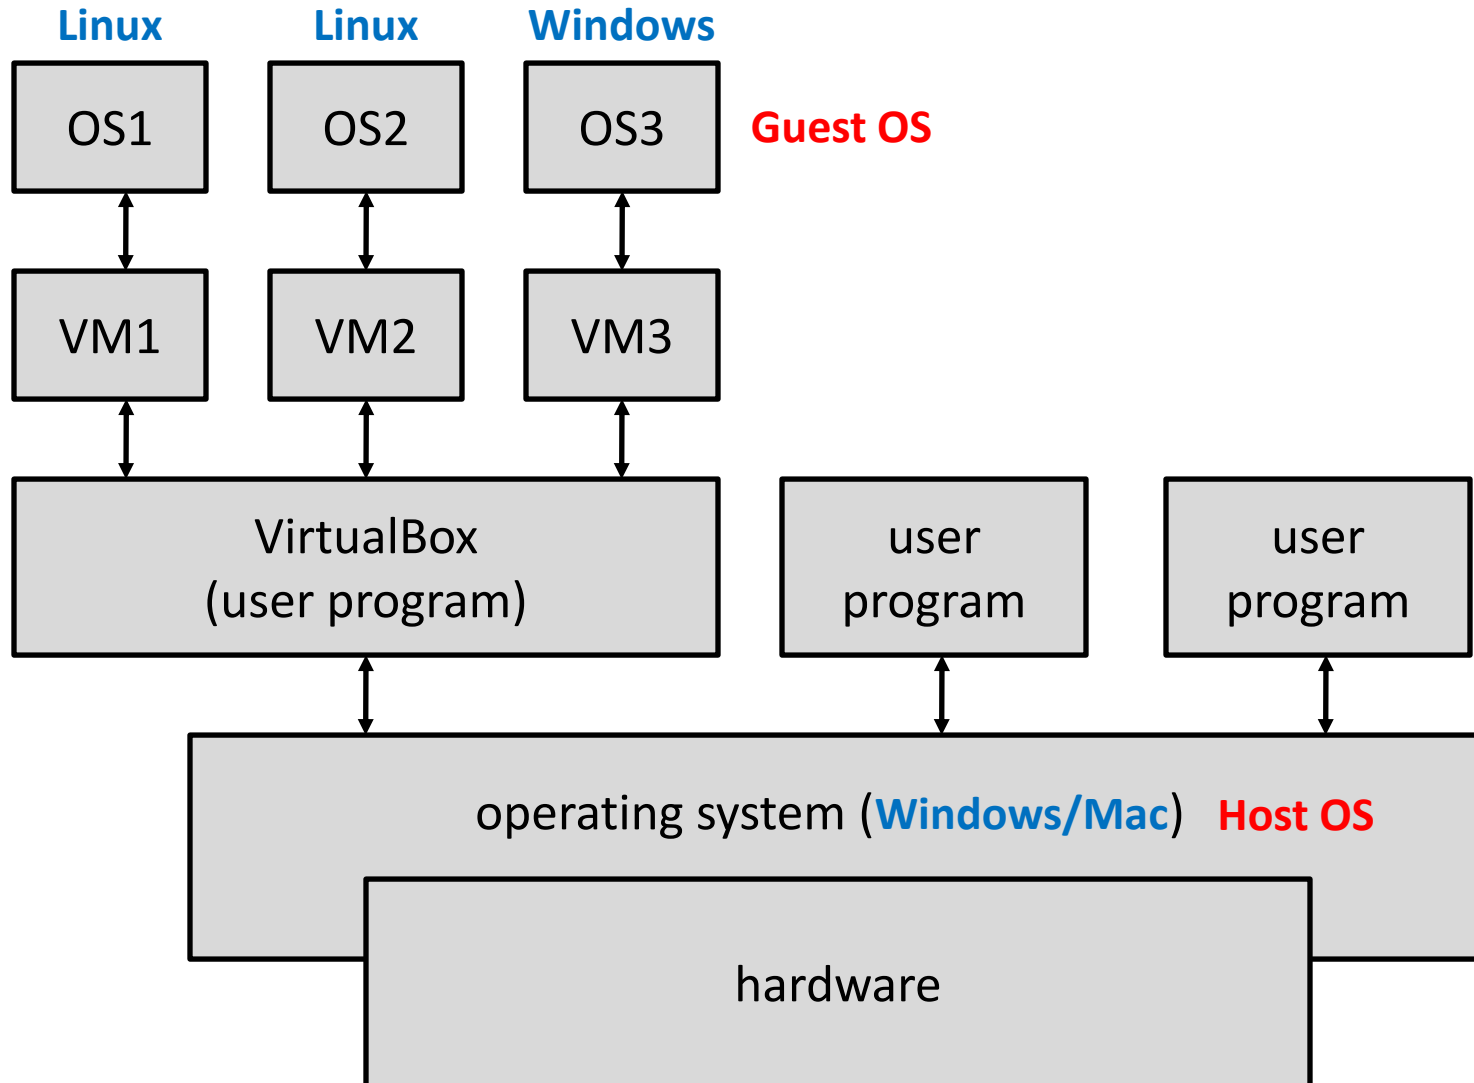 Linux Linux Windows
OS1 OS2 OS3 Guest OS
VM1 VM2 VM3
VirtualBox
(user program)
user
program
user
program
operating system (Windows/Mac) Host OS
hardware